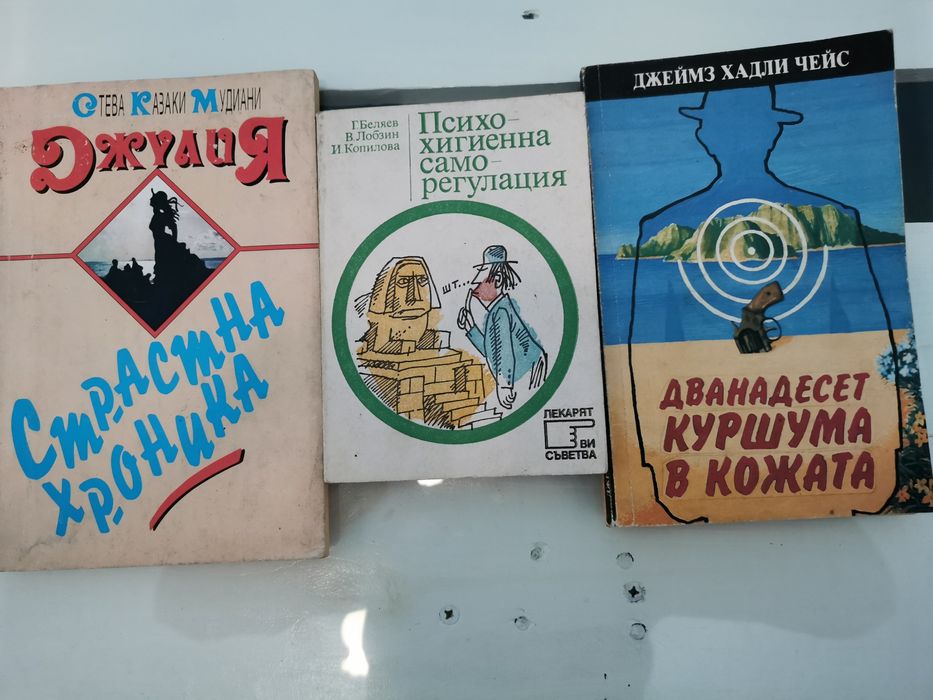 Стева Казаки Мудиани
Джулия
Страстна
хроника
Г. Беляев
В. Лобзин
И. Копилова
Психо-
хигиенна
само-
регулация
шт...
ЛЕКАРЯТ
ВИ
СЪВЕТВА
ДЖЕЙМЗ ХАДЛИ ЧЕЙС
ДВАНАДЕСЕТ
КУРШУМА
В КОЖАТА